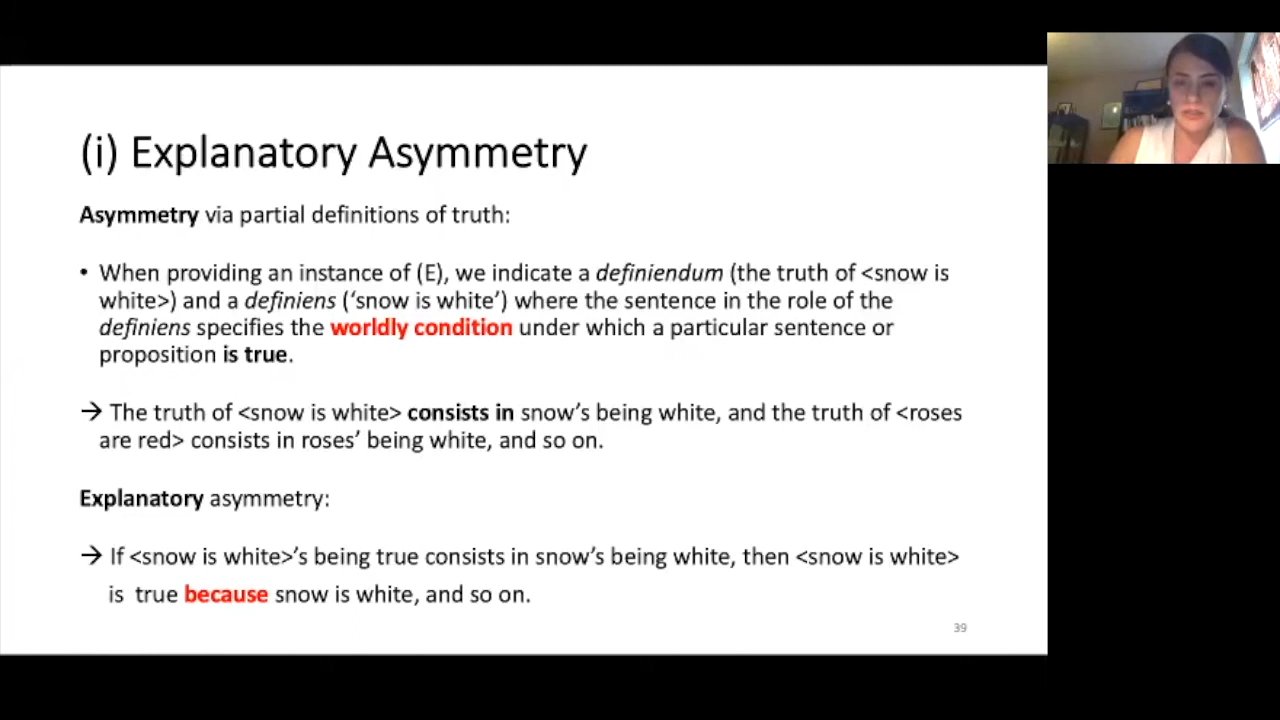 (i) Explanatory Asymmetry
Asymmetry via partial definitions of truth:
• When providing an instance of (E), we indicate a definiendum (the truth of <snow is
white>) and a definiens (‘snow is white’) where the sentence in the role of the
definiens specifies the worldly condition under which a particular sentence or
proposition is true.
→ The truth of <snow is white> consists in snow’s being white, and the truth of <roses
are red> consists in roses’ being white, and so on.
Explanatory asymmetry:
→ If <snow is white>’s being true consists in snow’s being white, then <snow is white>
is true because snow is white, and so on.
39